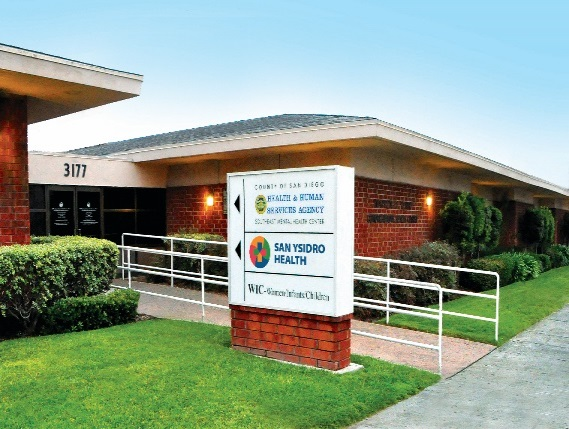 3177
COUNTY OF SAN DIEGO
HEALTH & HUMAN
SERVICES AGENCY
SOUTHEAST MENTAL HEALTH CENTER
SAN YSIDRO
HEALTH
WIC - Women Infants Children